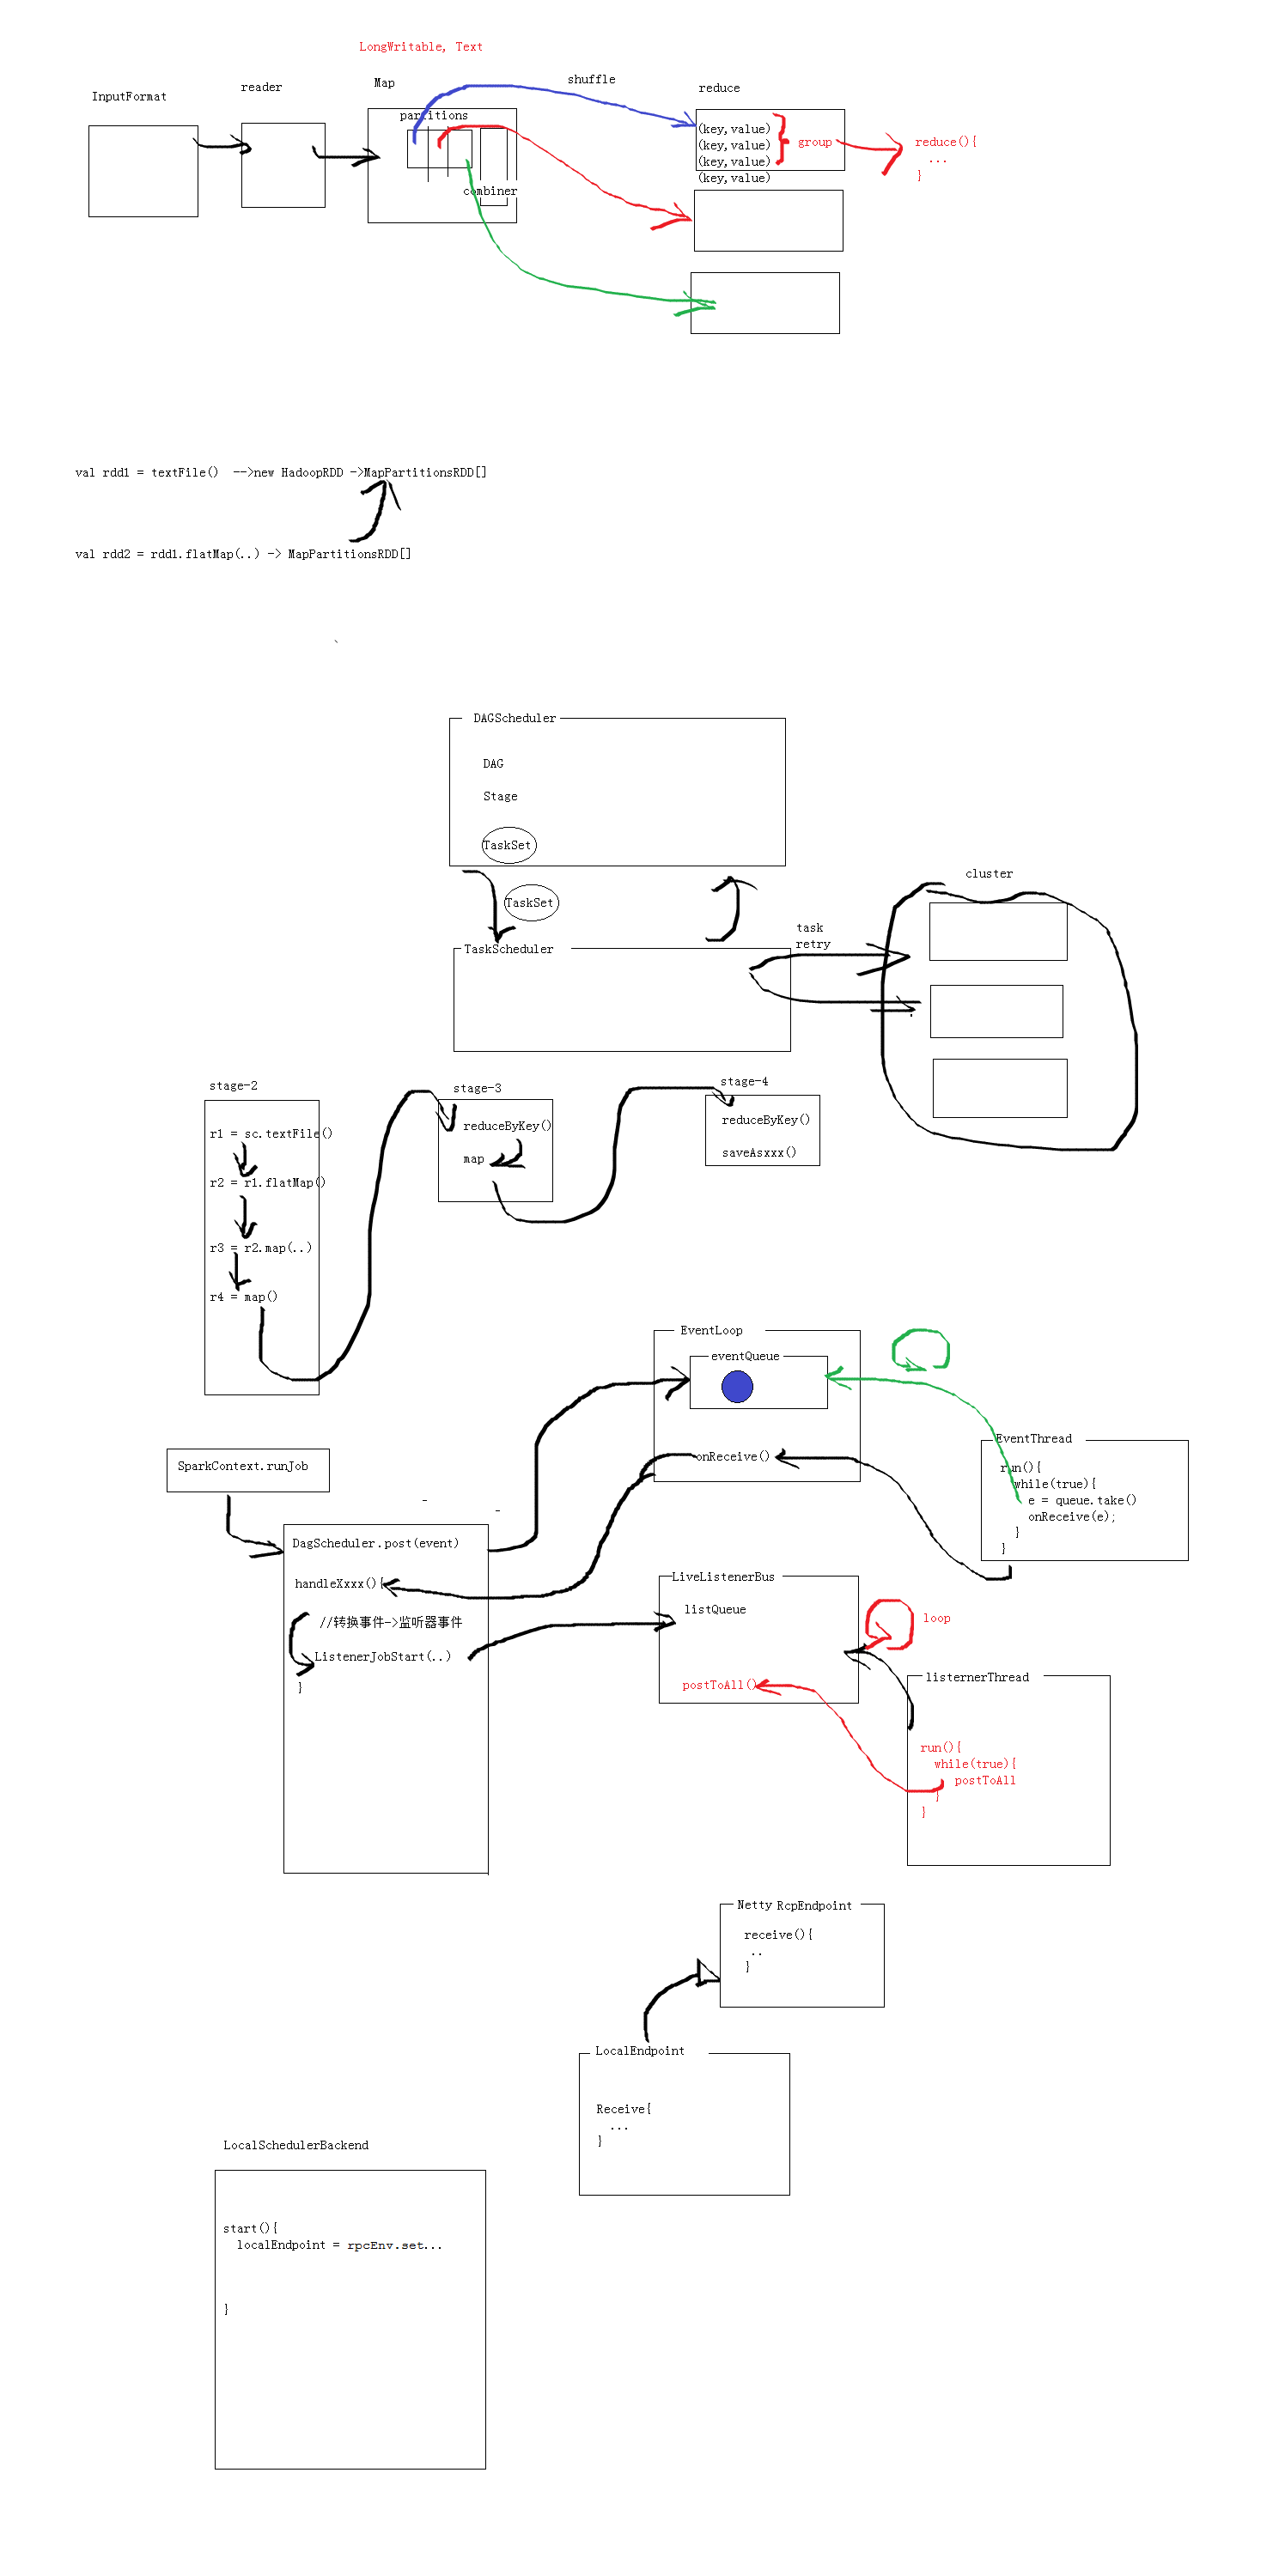 LongWritable, Text
InputFormat
reader
Map
shuffle
reduce
partitions
combiner
(key,value)
(key,value)
(key,value)
(key,value)
group
reduce(){
...
}
val rdd1 = textFile()  -->new HadoopRDD ->MapPartitionsRDD[]
val rdd2 = rdd1.flatMap(..) -> MapPartitionsRDD[]
`
DAGScheduler
DAG
Stage
TaskSet
TaskSet
TaskScheduler
task
retry
cluster
stage-2
r1 = sc.textFile()
r2 = r1.flatMap()
r3 = r2.map(..)
r4 = map()
stage-3
reduceByKey()
map
stage-4
reduceByKey()
saveAsxxx()
EventLoop
eventQueue
onReceive()
EventThread
run(){
while(true){
e = queue.take()
onReceive(e);
}
}
SparkContext.runJob
DagScheduler.post(event)
handleXxxx(){
//转换事件->监听器事件
ListenerJobStart(..)
}
LiveListenerBus
listQueue
postToAll()
loop
listernerThread
run(){
while(true){
postToAll
}
}
Netty RcpEndpoint
receive(){
..
}
LocalEndpoint
Receive{
...
}
LocalSchedulerBackend
start(){
localEndpoint = rpcEnv.set...
}